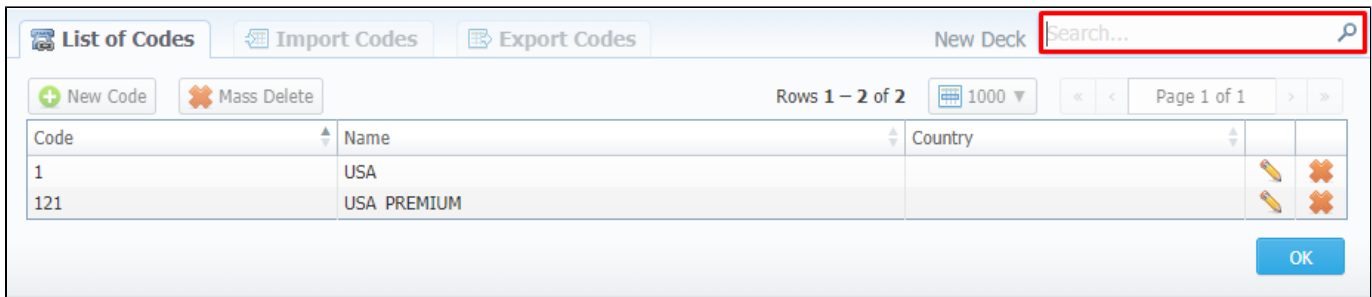 List of Codes Import Codes Export Codes New Deck Search...
New Code Mass Delete Rows 1 – 2 of 2 1000 ▼ « < Page 1 of 1 > »
Code Name Country
1 USA
121 USA PREMIUM
OK